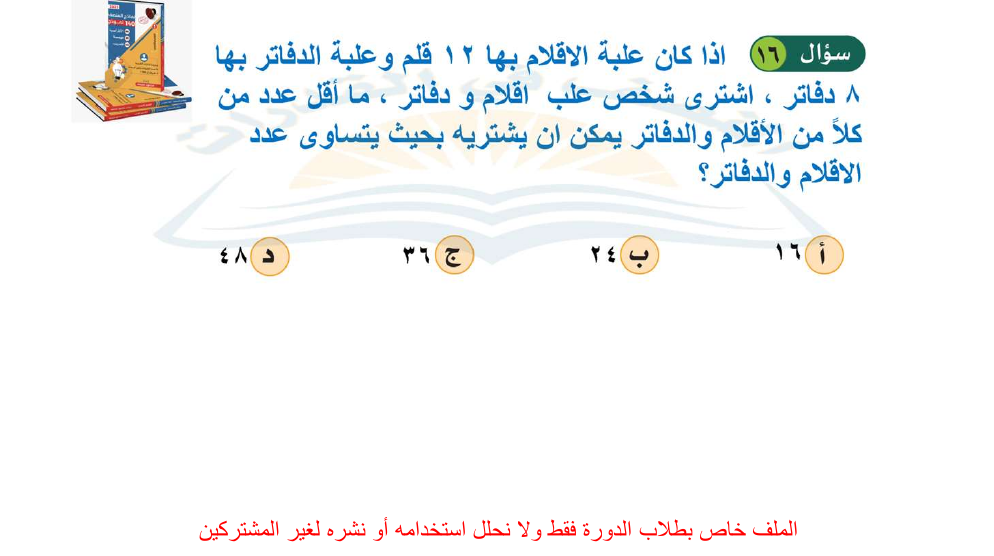 سؤال ١٦ اذا كان علبة الاقلام بها ١٢ قلم وعلبة الدفاتر بها
٨ دفاتر ، اشترى شخص علب اقلام و دفاتر ، ما أقل عدد من
كلاً من الأقلام والدفاتر يمكن ان يشتريه بحيث يتساوى عدد
الاقلام والدفاتر؟
أ ١٦ ب ٢٤ ج ٣٦ د ٤٨
الملف خاص بطلاب الدورة فقط ولا نحلل استخدامه أو نشره لغير المشتركين